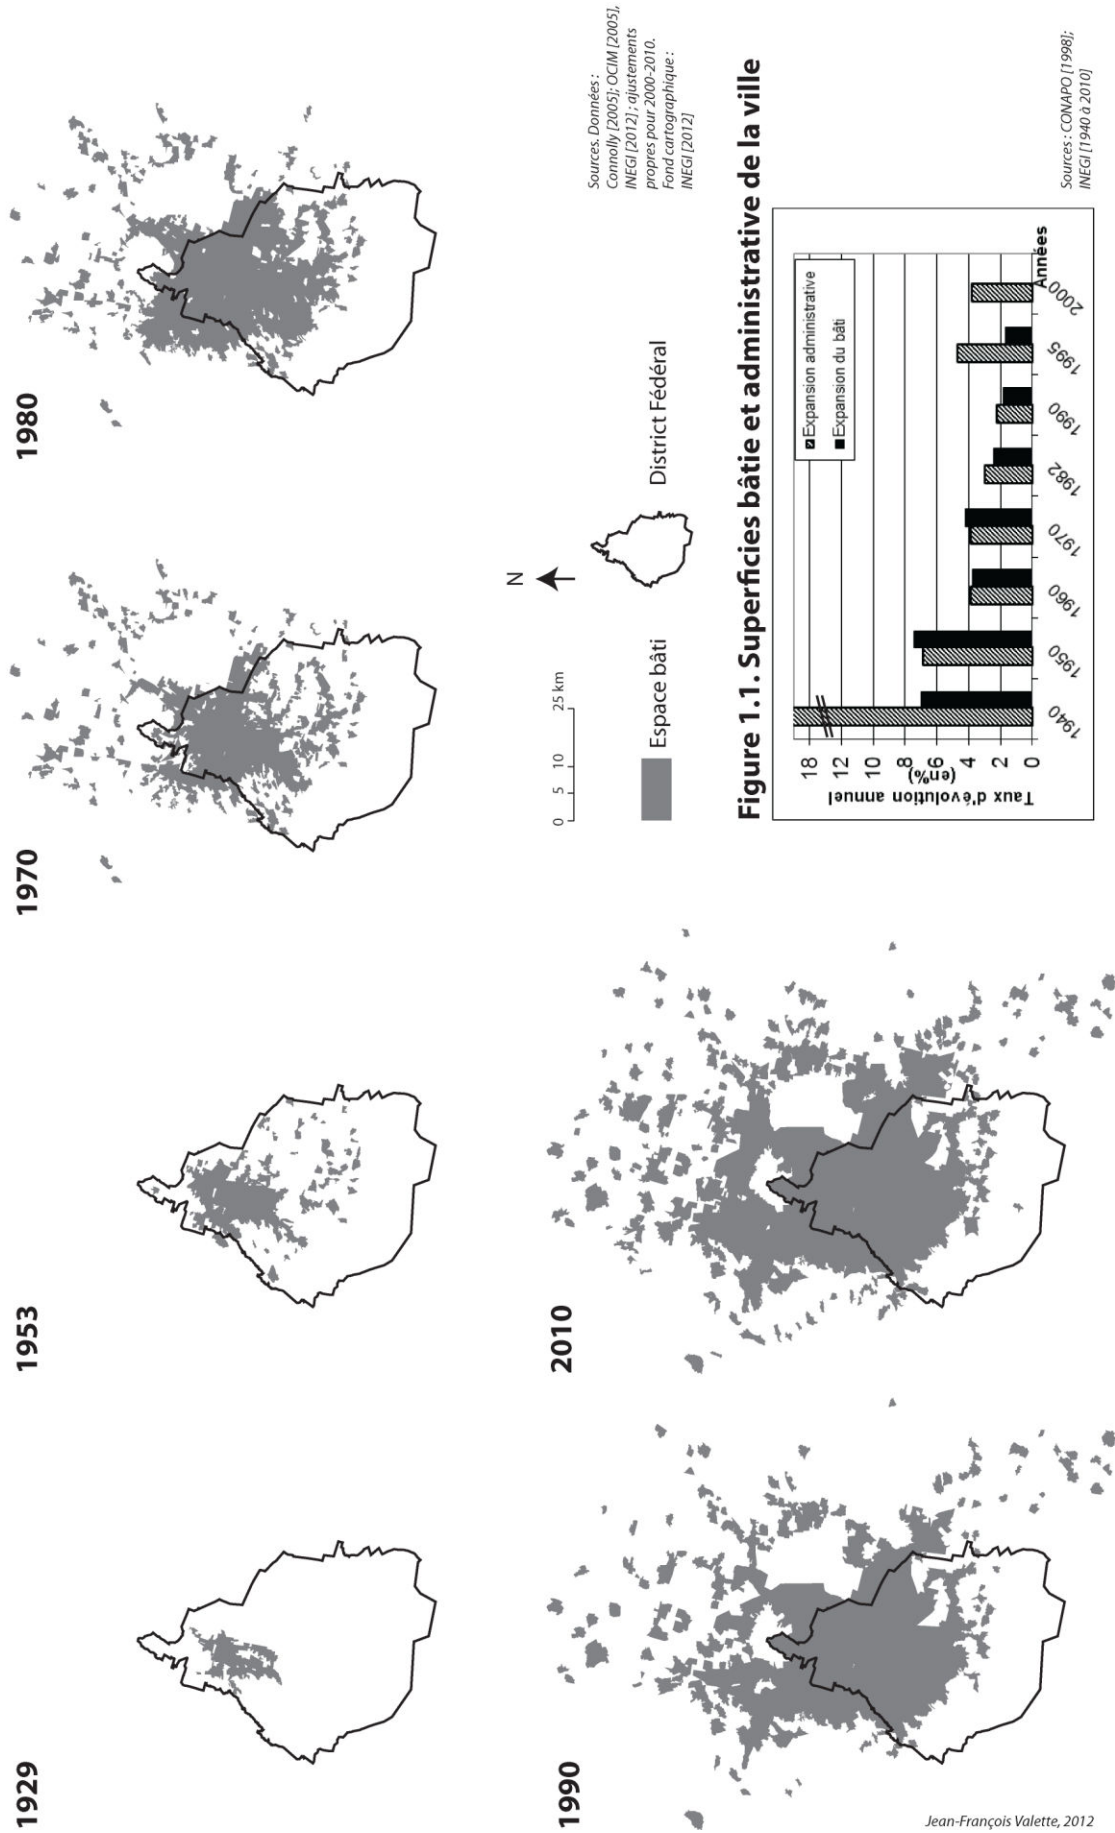 1929
1953
1970
1980
1990
2010
N
0 5 10 25 km
Espace bâti
District Fédéral
Sources. Données :
Connolly [2005]; OCIM [2005],
INEGI [2012] ; ajustements
propres pour 2000-2010.
Fond cartographique :
INEGI [2012]
Figure 1.1. Superficies bâtie et administrative de la ville
Taux d'évolution annuel
(en%)
18
12
10
8
6
4
2
0
Expansion administrative
Expansion du bâti
1940 1950 1960 1970 1982 1990 1995 2000
Années
Sources : CONAPO [1998];
INEGI [1940 à 2010]
Jean-François Valette, 2012